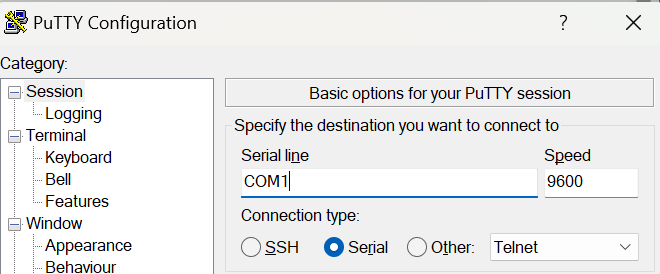 PuTTY Configuration ?
Category:
Session
Logging
Terminal
Keyboard
Bell
Features
Window
Appearance
Behaviour
Basic options for your PuTTY session
Specify the destination you want to connect to
Serial line Speed
COM1 9600
Connection type:
SSH Serial Other: Telnet